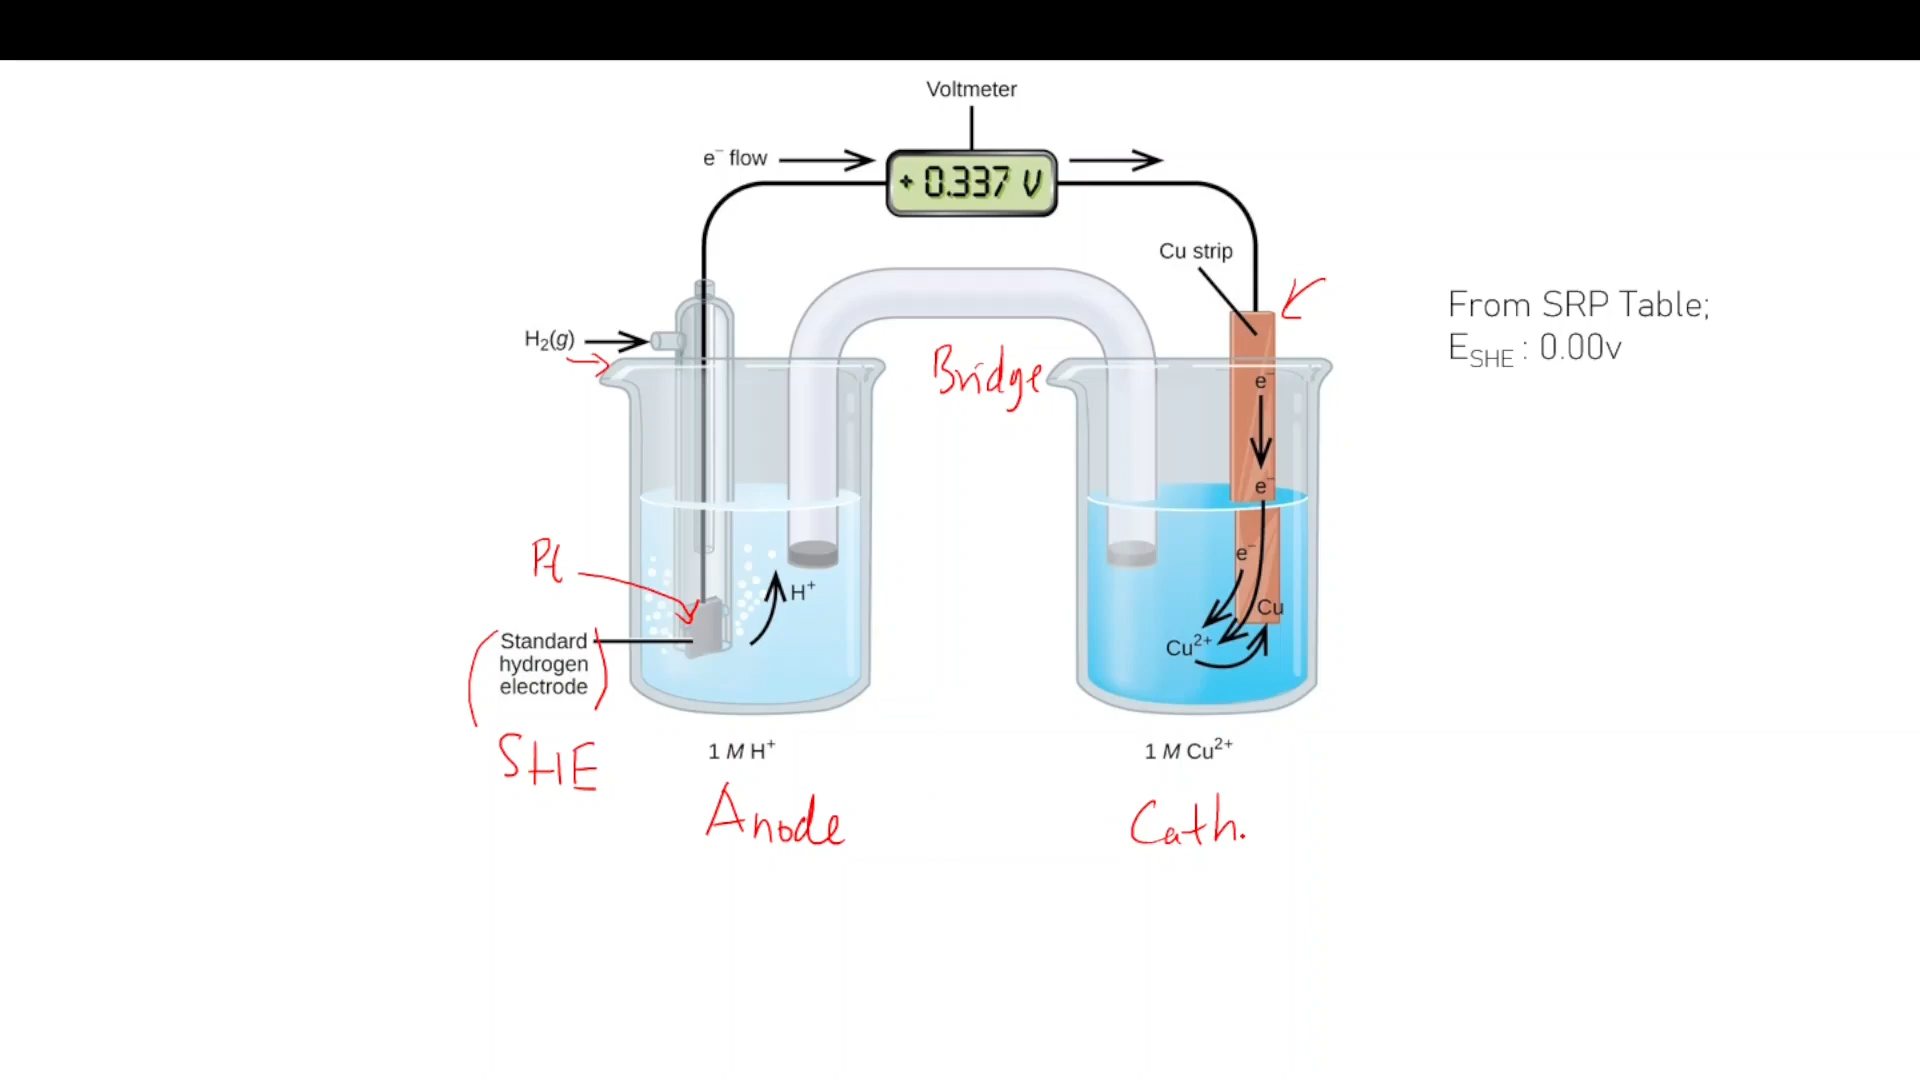 Voltmeter
e⁻ flow
+ 0.337 V
Cu strip
H₂(g)
From SRP Table;
E_SHE : 0.00v
Bridge
e⁻
e⁻
e⁻
Pt
H⁺
Cu
Cu²⁺
Standard
hydrogen
electrode
SHE
1 M H⁺
1 M Cu²⁺
Anode
Cath.